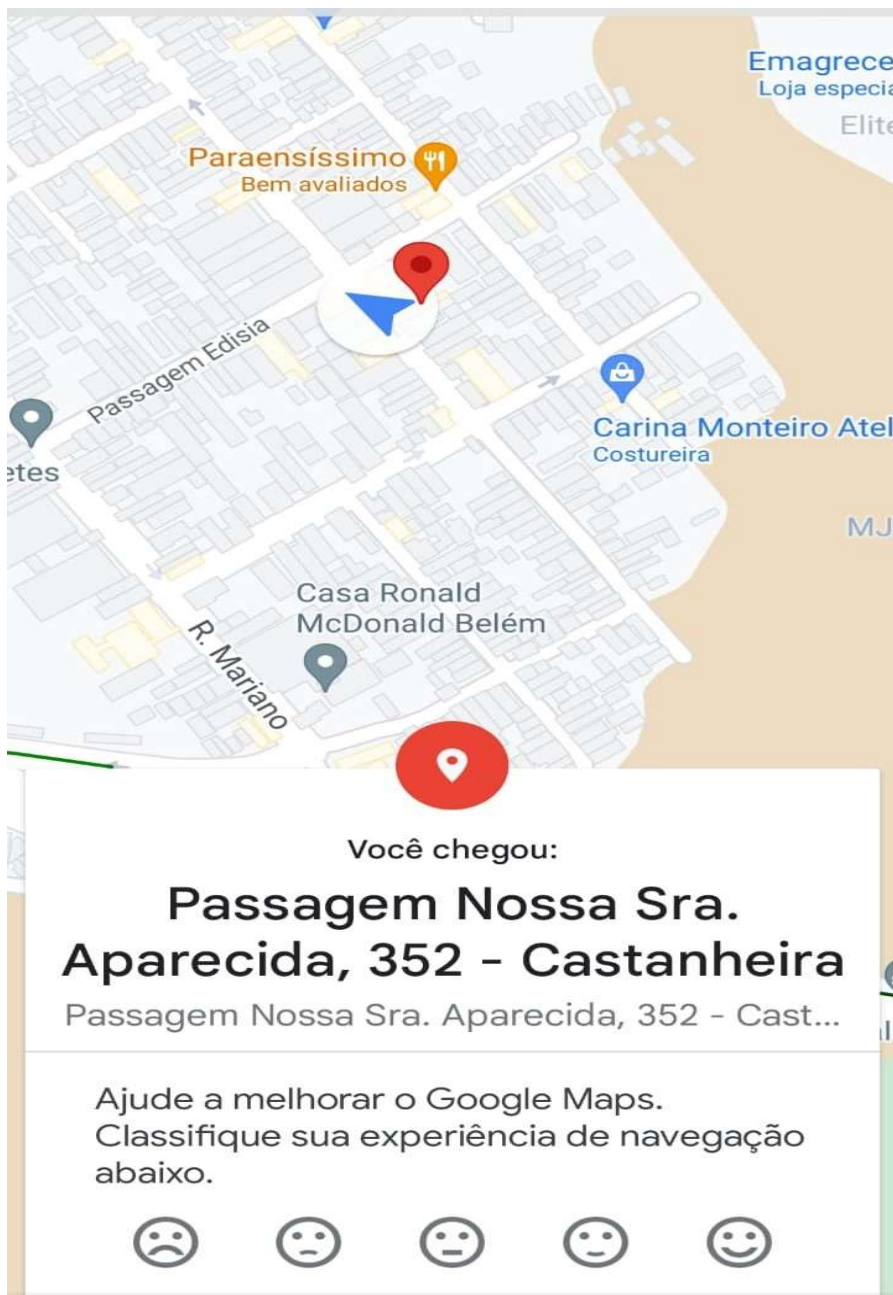 Emagrece
Loja especia
Elite
Paraensíssimo
Bem avaliados
Passagem Edisia
etes
Carina Monteiro Atel
Costureira
MJ
Casa Ronald
McDonald Belém
R. Mariano
Você chegou:
Passagem Nossa Sra.
Aparecida, 352 - Castanheira
Passagem Nossa Sra. Aparecida, 352 - Cast...
Ajude a melhorar o Google Maps.
Classifique sua experiência de navegação
abaixo.